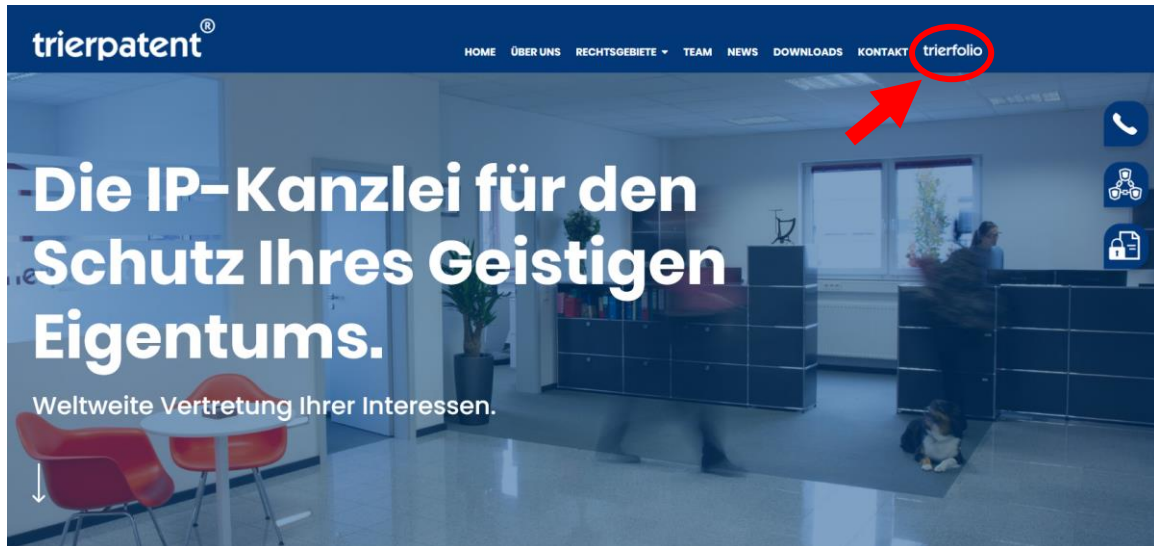 trierpatent®
HOME ÜBER UNS RECHTSGEBIETE TEAM NEWS DOWNLOADS KONTAKT trierfolio
Die IP-Kanzlei für den
Schutz Ihres Geistigen
Eigentums.
Weltweite Vertretung Ihrer Interessen.